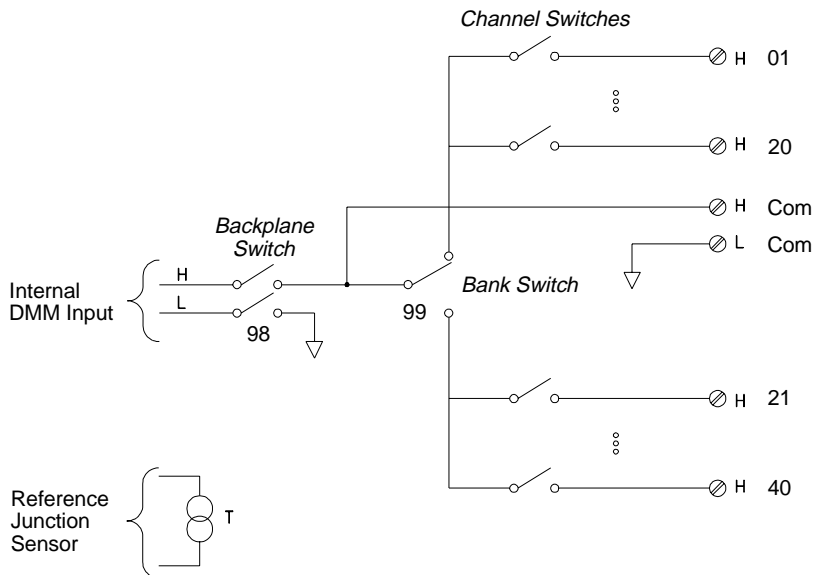 Channel Switches
H 01
H 20
H Com
L Com
Backplane
Switch
Internal
DMM Input
H
L
98
99
Bank Switch
H 21
H 40
Reference
Junction
Sensor
T